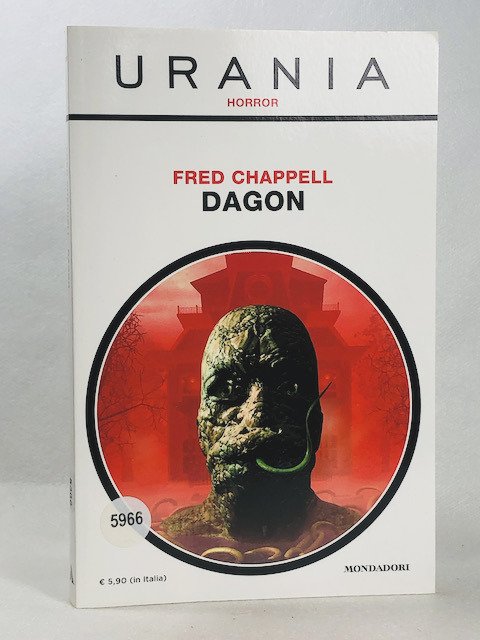 URANIA
HORROR
FRED CHAPPELL
DAGON
5966
€ 5,90 (in Italia)
MONDADORI